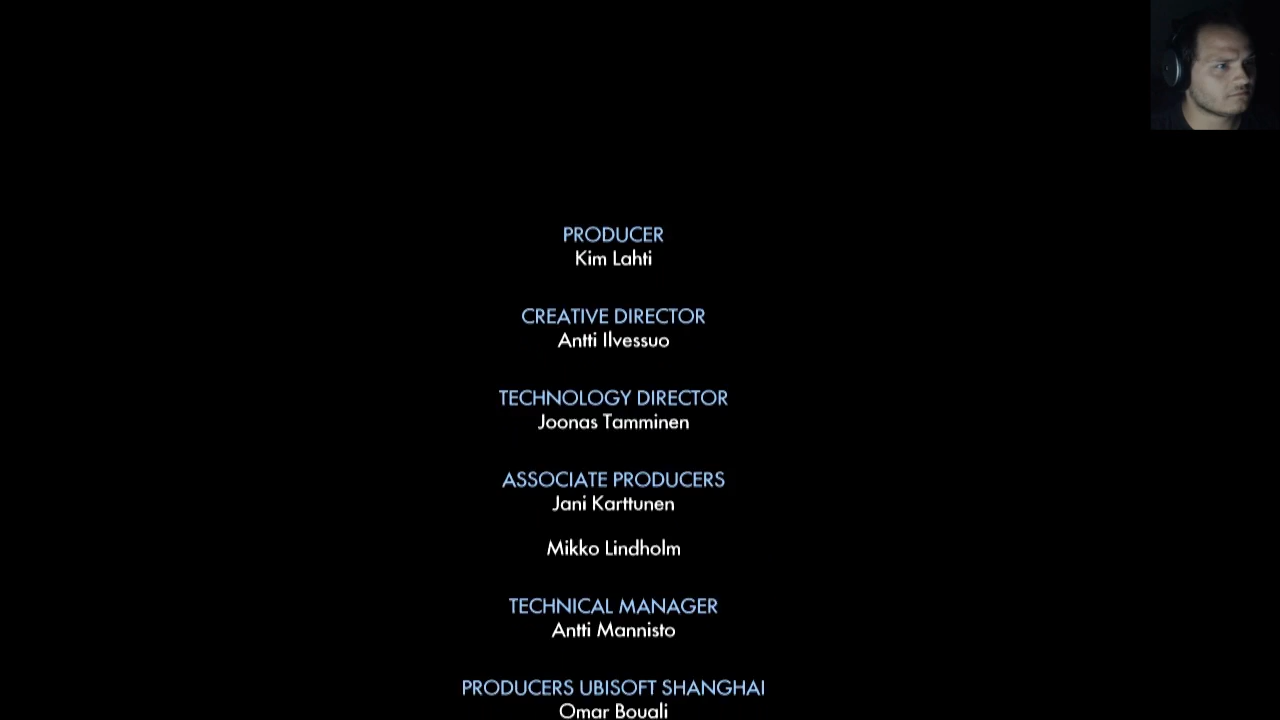 PRODUCER
Kim Lahti
CREATIVE DIRECTOR
Antti Ilvessuo
TECHNOLOGY DIRECTOR
Joonas Tamminen
ASSOCIATE PRODUCERS
Jani Karttunen
Mikko Lindholm
TECHNICAL MANAGER
Antti Mannisto
PRODUCERS UBISOFT SHANGHAI
Omar Bouali